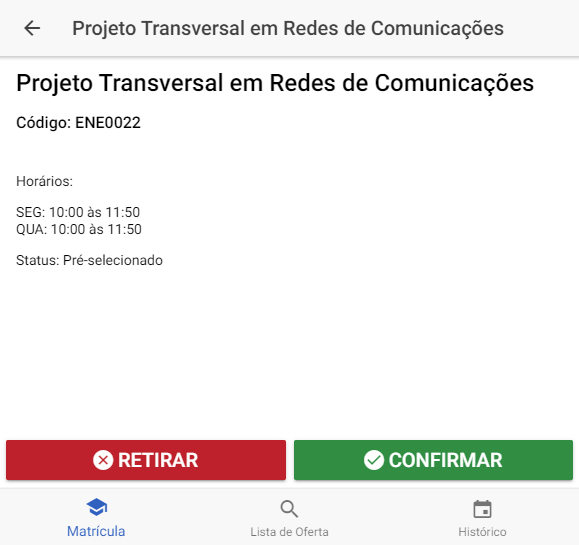 Projeto Transversal em Redes de Comunicações
Projeto Transversal em Redes de Comunicações
Código: ENE0022
Horários:
SEG: 10:00 às 11:50
QUA: 10:00 às 11:50
Status: Pré-selecionado
RETIRAR
CONFIRMAR
Matrícula
Lista de Oferta
Histórico